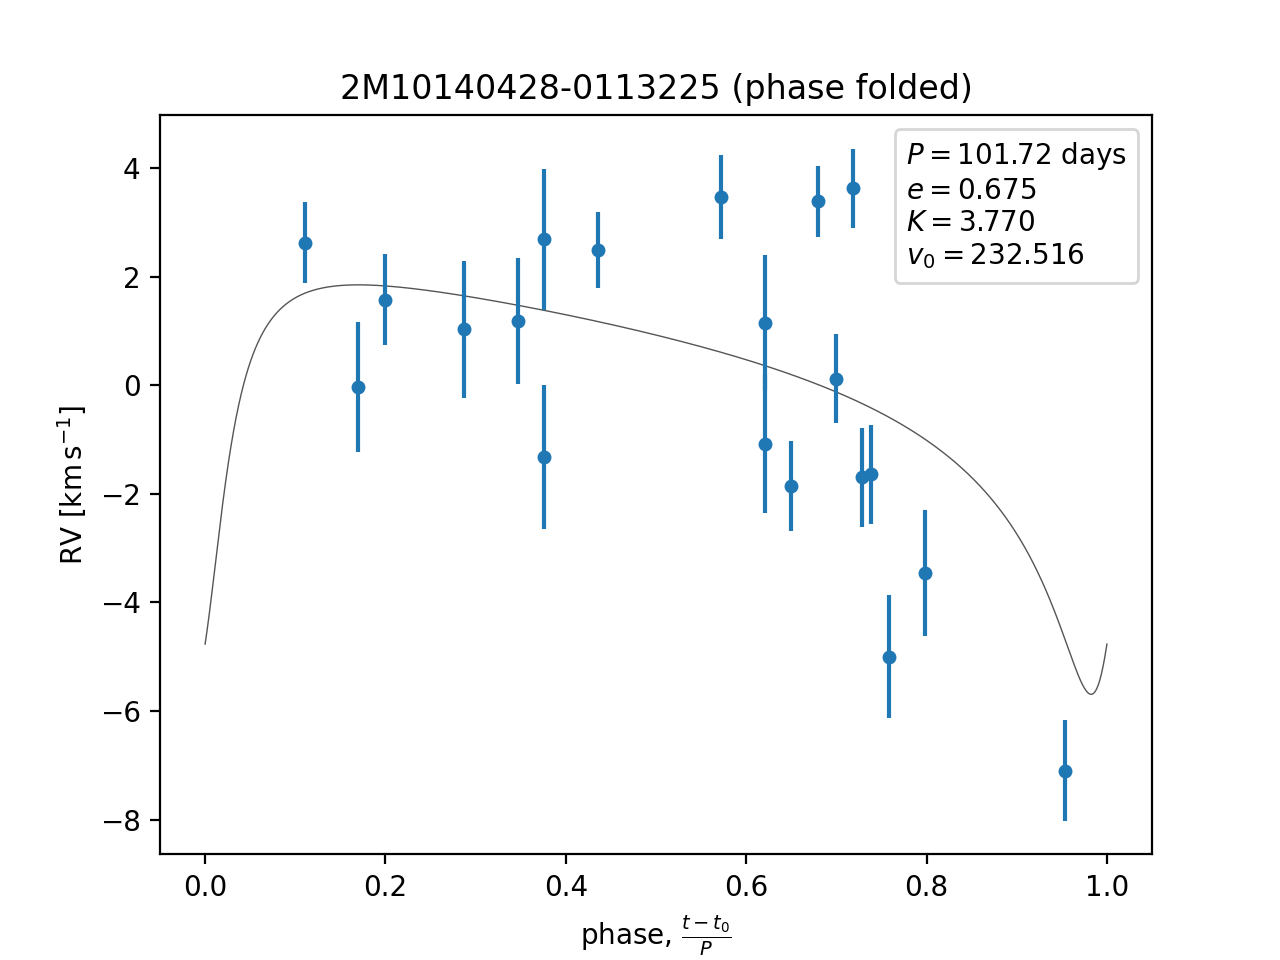 2M10140428-0113225 (phase folded)
P = 101.72 days
e = 0.675
K = 3.770
v₀ = 232.516
4
2
0
−2
−4
−6
−8
RV [km s⁻¹]
0.0 0.2 0.4 0.6 0.8 1.0
phase, (t − t₀)/P